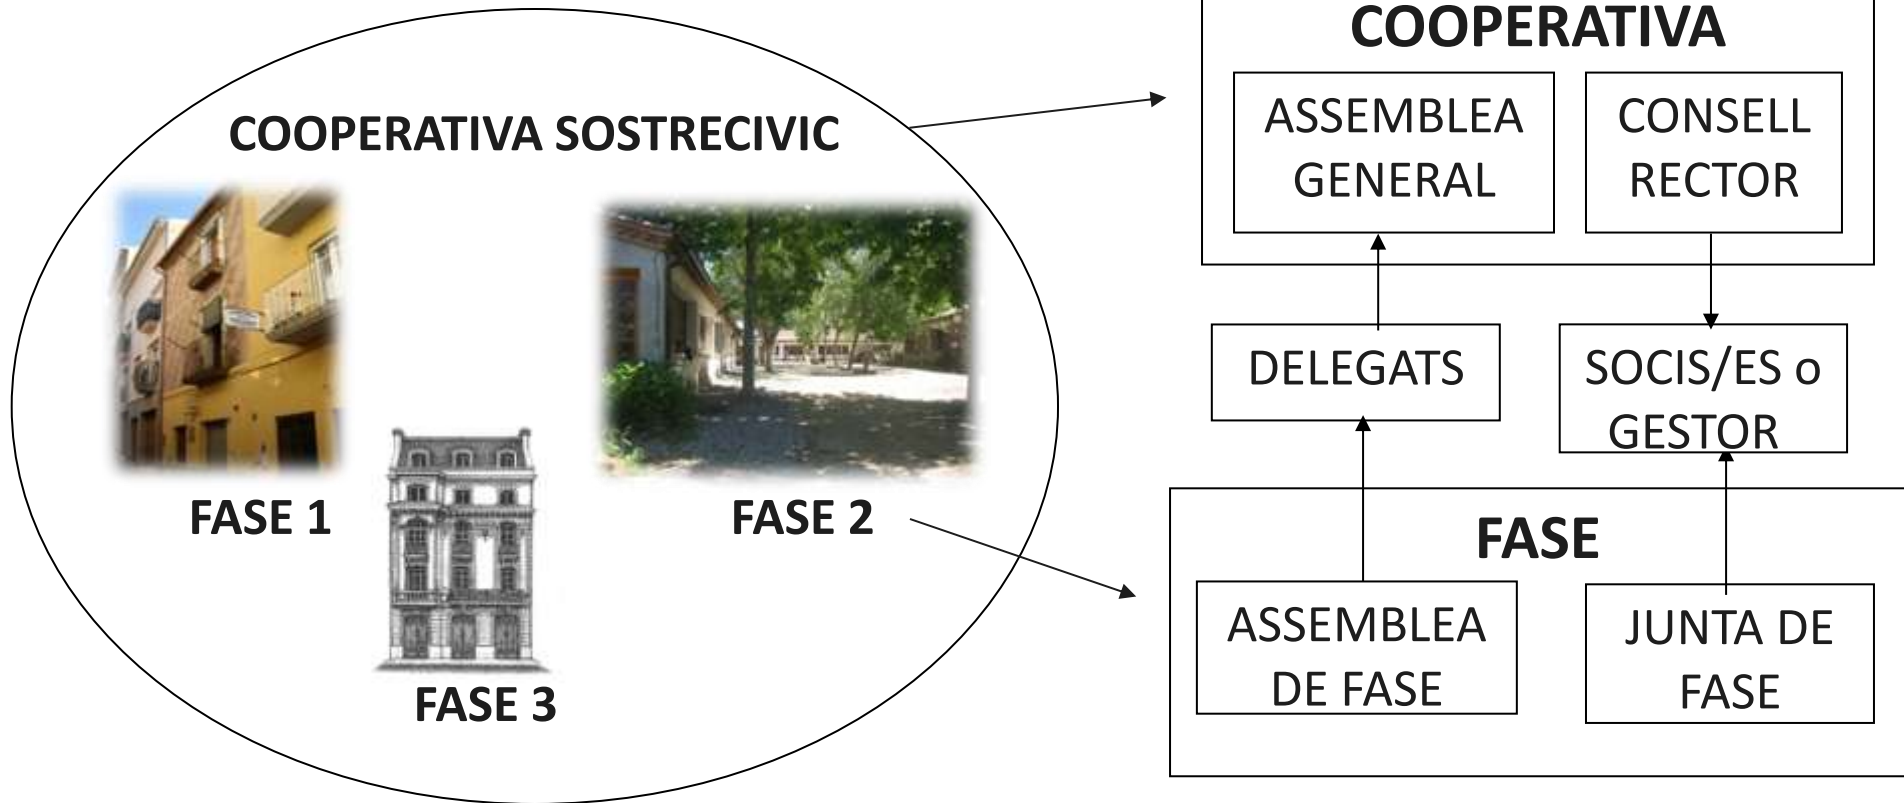 COOPERATIVA SOSTRECIVIC
FASE 1
FASE 2
FASE 3
COOPERATIVA
ASSEMBLEA
GENERAL
CONSELL
RECTOR
DELEGATS
SOCIS/ES o
GESTOR
FASE
ASSEMBLEA
DE FASE
JUNTA DE
FASE